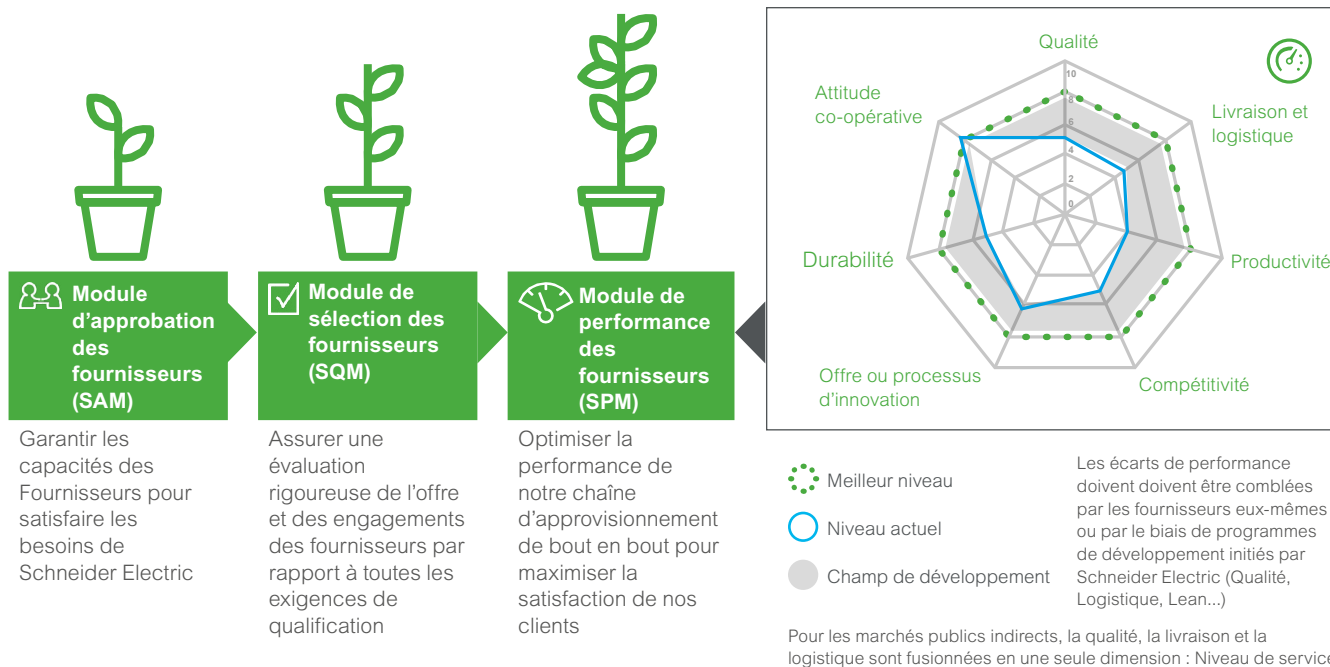 Module
d'approbation
des
fournisseurs
(SAM)
Garantir les
capacités des
Fournisseurs pour
satisfaire les
besoins de
Schneider Electric
Module de
sélection des
fournisseurs
(SQM)
Assurer une
évaluation
rigoureuse de l'offre
et des engagements
des fournisseurs par
rapport à toutes les
exigences de
qualification
Module de
performance
des
fournisseurs
(SPM)
Optimiser la
performance de
notre chaîne
d'approvisionnement
de bout en bout pour
maximiser la
satisfaction de nos
clients
Qualité
Livraison et
logistique
Productivité
Compétitivité
Offre ou processus
d'innovation
Durabilité
Attitude
co-opérative
10
8
6
4
2
0
Meilleur niveau
Niveau actuel
Champ de développement
Les écarts de performance
doivent doivent être comblées
par les fournisseurs eux-mêmes
ou par le biais de programmes
de développement initiés par
Schneider Electric (Qualité,
Logistique, Lean...)
Pour les marchés publics indirects, la qualité, la livraison et la
logistique sont fusionnées en une seule dimension : Niveau de service